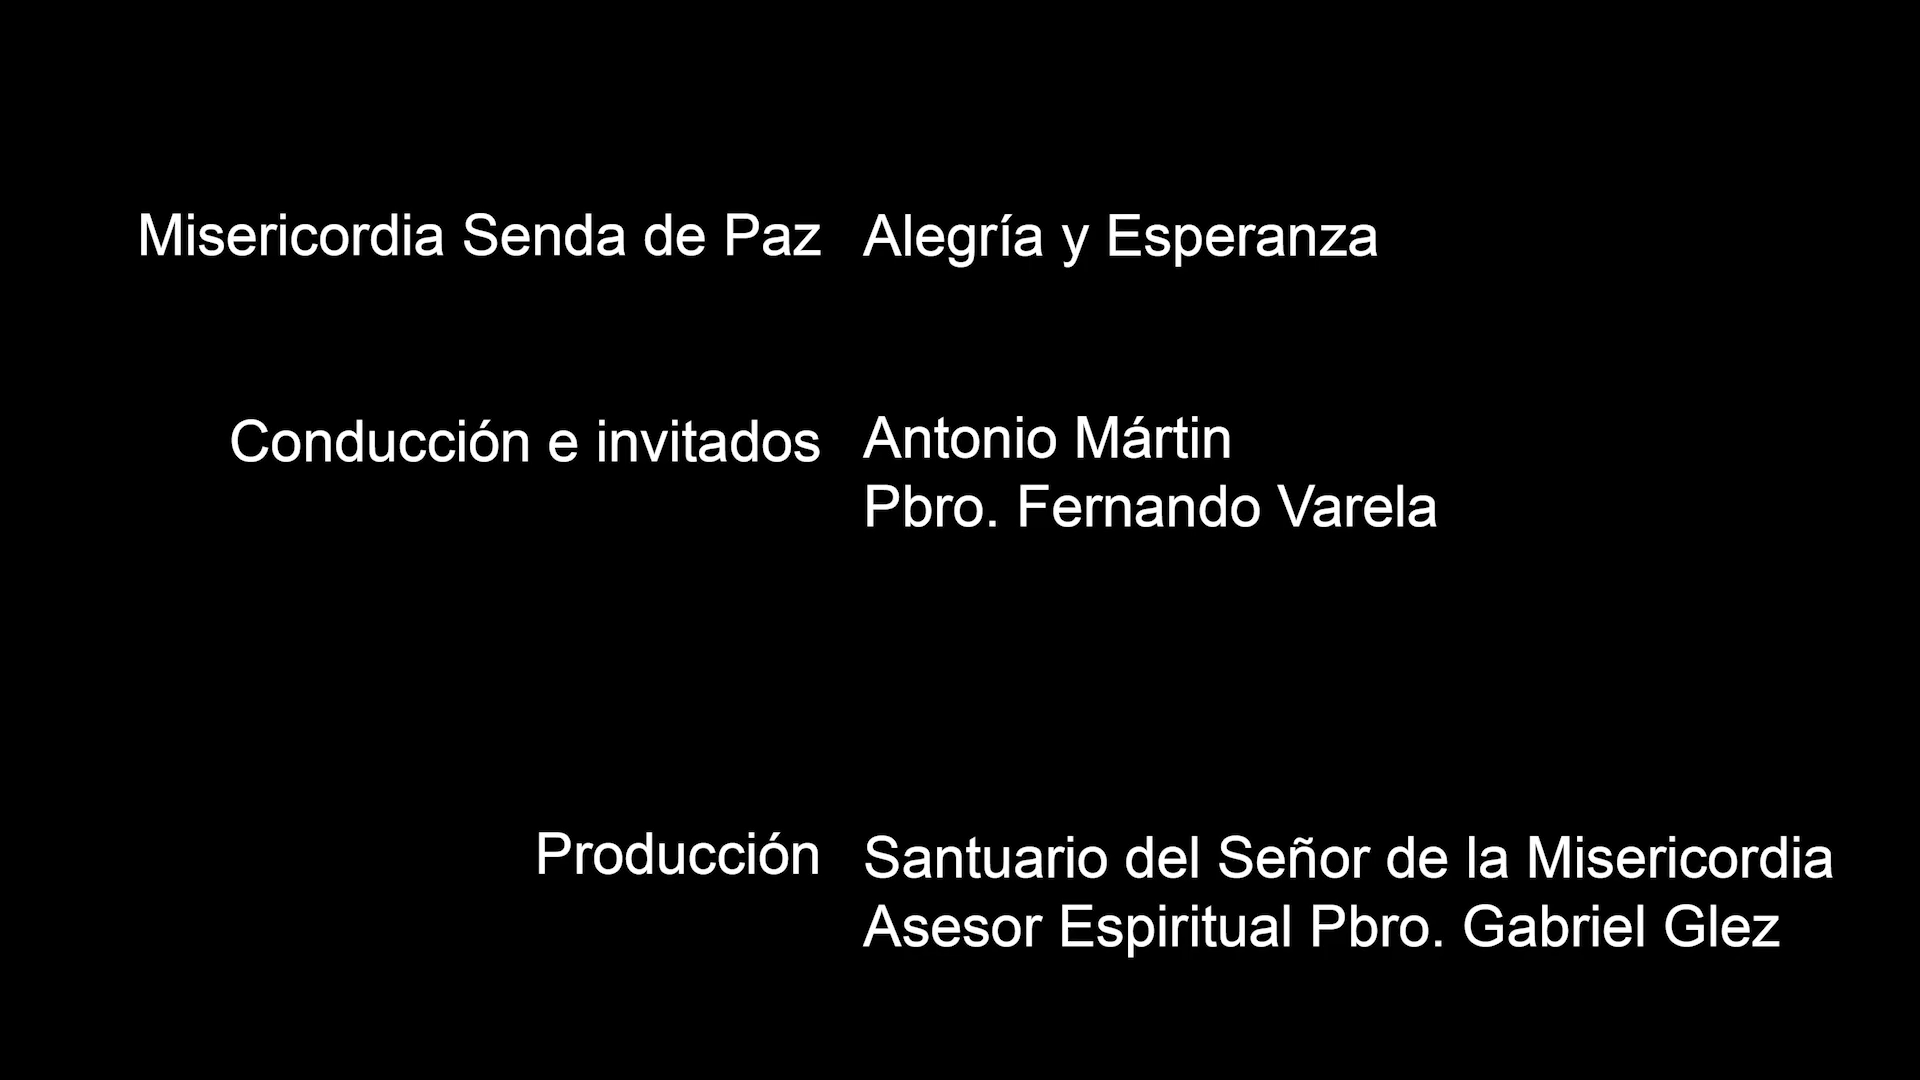 Misericordia Senda de Paz Alegría y Esperanza
Conducción e invitados Antonio Mártin
Pbro. Fernando Varela
Producción Santuario del Señor de la Misericordia
Asesor Espiritual Pbro. Gabriel Glez